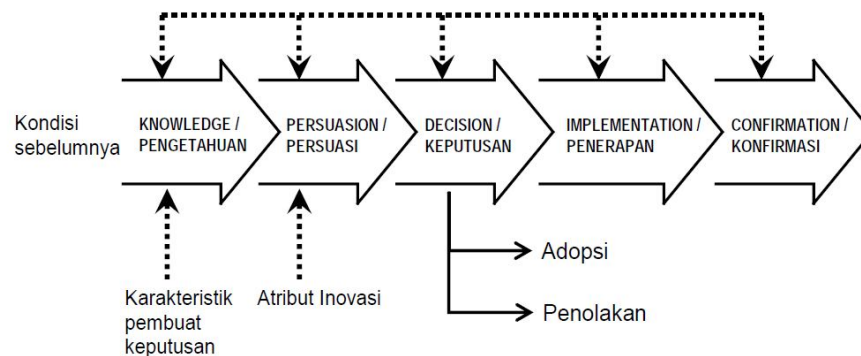 Kondisi
sebelumnya
KNOWLEDGE /
PENGETAHUAN
PERSUASION /
PERSUASI
DECISION /
KEPUTUSAN
IMPLEMENTATION /
PENERAPAN
CONFIRMATION /
KONFIRMASI
Karakteristik
pembuat
keputusan
Atribut Inovasi
Adopsi
Penolakan